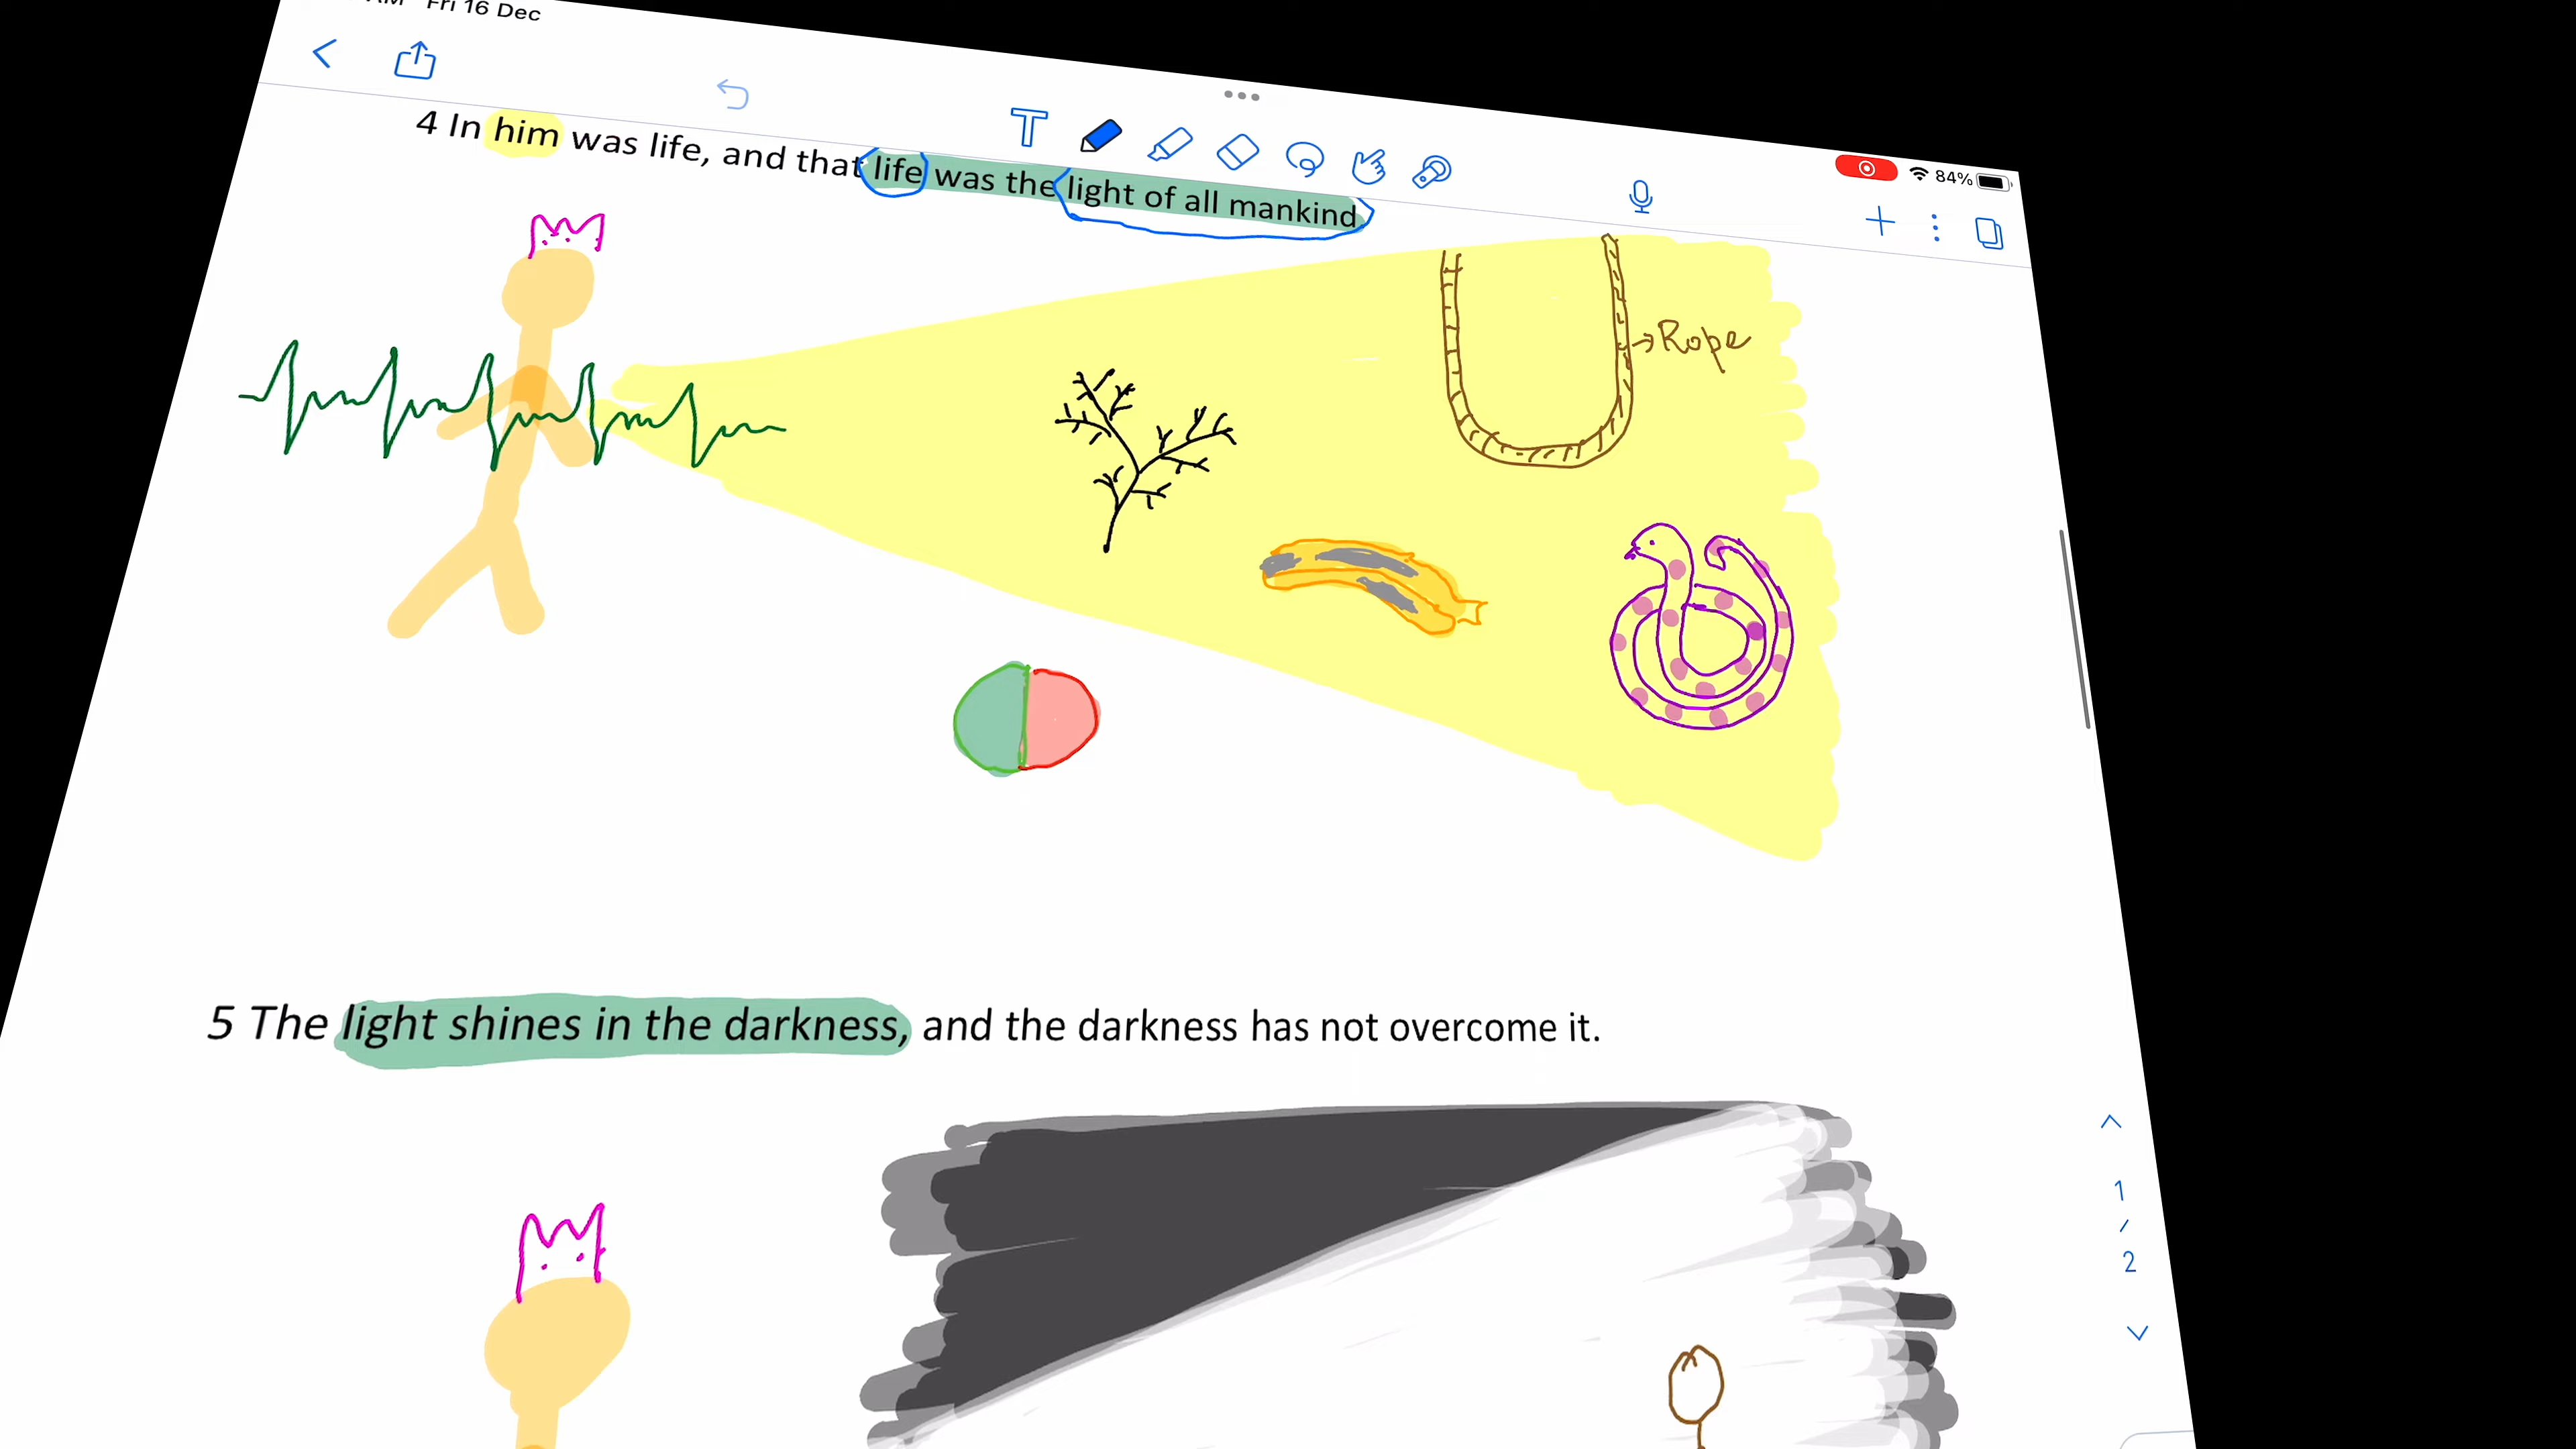 Fri 16 Dec
84%
4 In him was life, and that life was the light of all mankind
Rope
5 The light shines in the darkness, and the darkness has not overcome it.
1
/
2